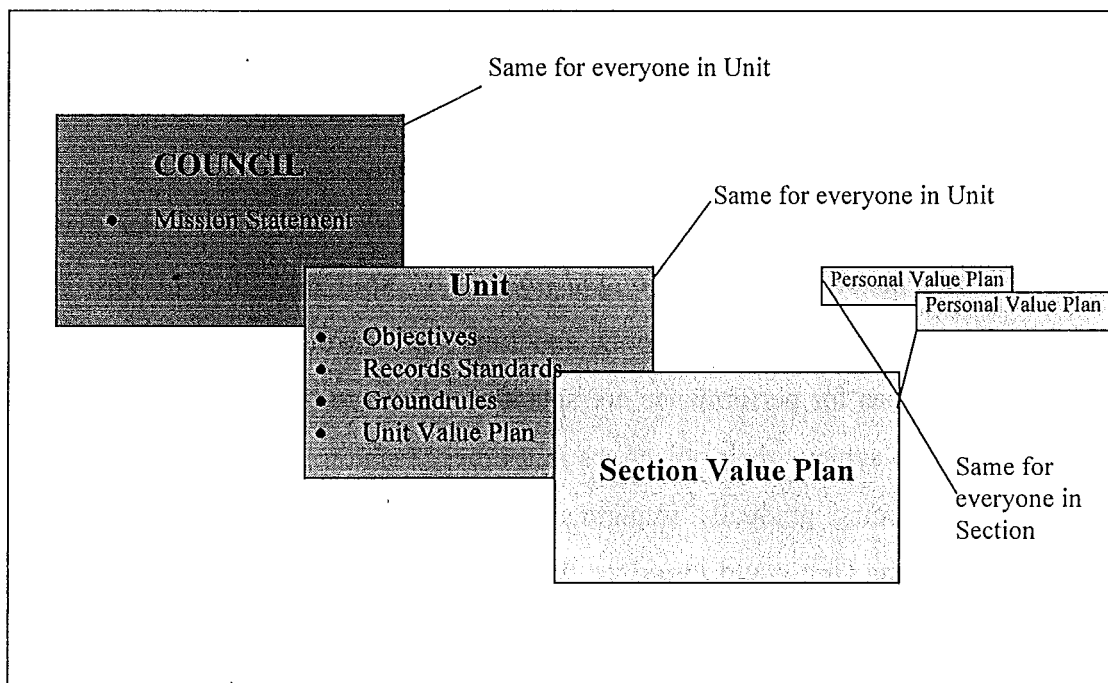 Same for everyone in Unit
COUNCIL
• Mission Statement
•
Same for everyone in Unit
Unit
• Objectives
• Records Standards
• Groundrules
• Unit Value Plan
Personal Value Plan
Personal Value Plan
Section Value Plan
Same for
everyone in
Section